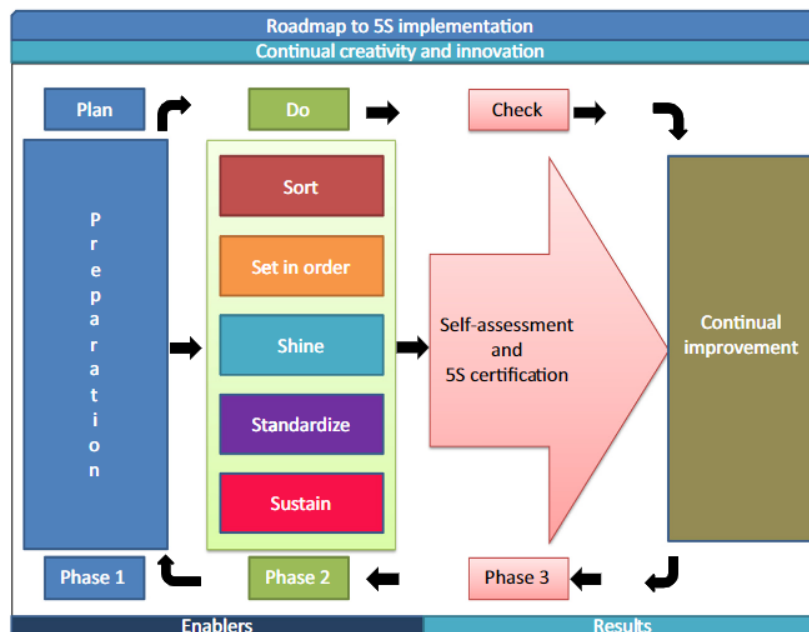 Roadmap to 5S implementation
Continual creativity and innovation
Plan
Do
Check
Preparation
Sort
Set in order
Shine
Standardize
Sustain
Self-assessment
and
5S certification
Continual
improvement
Phase 1
Phase 2
Phase 3
Enablers
Results